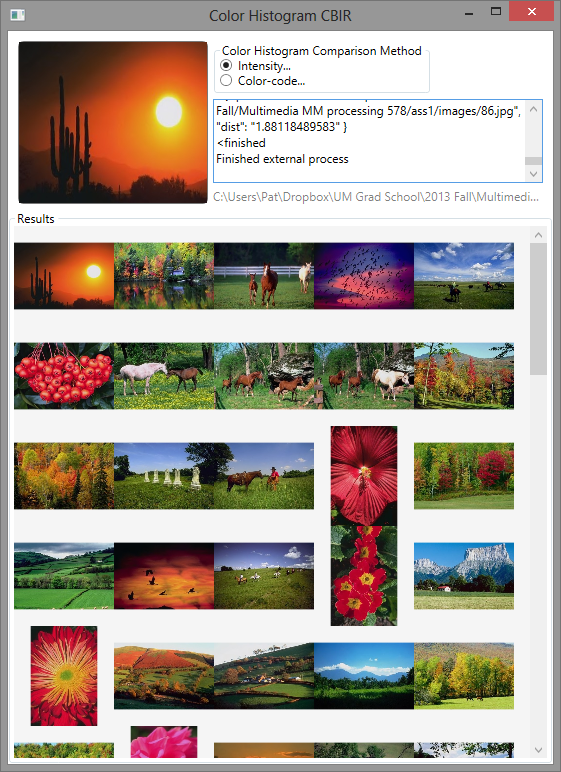 Color Histogram CBIR
Color Histogram Comparison Method
Intensity...
Color-code...
Fall/Multimedia MM processing 578/ass1/images/86.jpg",
"dist": "1.88118489583" }
<finished
Finished external process
C:\Users\Pat\Dropbox\UM Grad School\2013 Fall\Multimedi...
Results